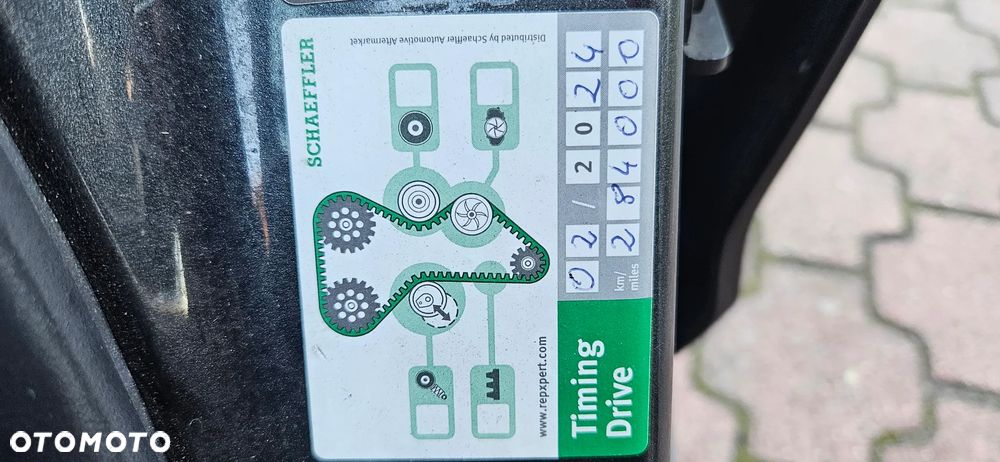 SCHAEFFLER
Distributed by Schaeffler Automotive Aftermarket
www.repxpert.com
Timing
Drive
02/2024
km/
miles
284000
OTOMOTO